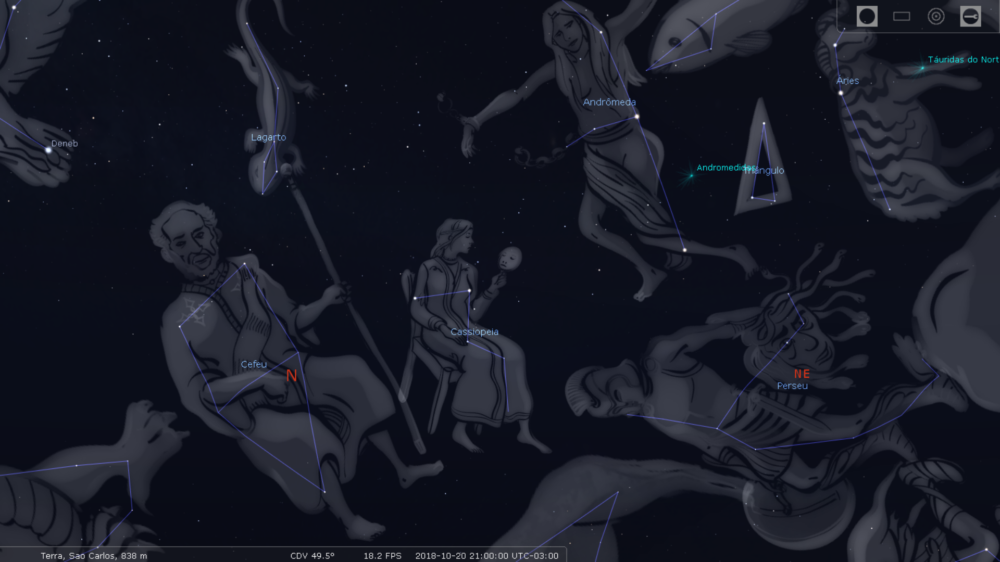 Táuridas do Nort
Áries
Andrômeda
Lagarto
Deneb
Andromedidas
Triângulo
Cassiopeia
Cefeu
N
NE
Perseu
Terra, Sao Carlos, 838 m CDV 49.5° 18.2 FPS 2018-10-20 21:00:00 UTC-03:00